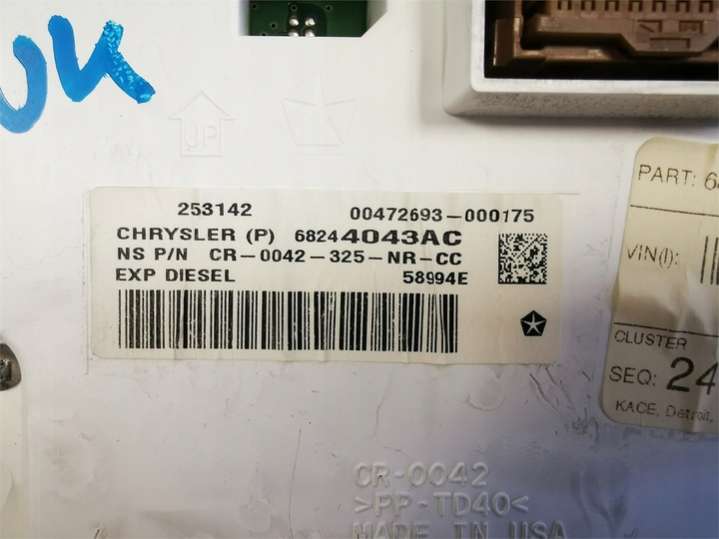 UK
UP
253142 00472693-000175
CHRYSLER (P) 68244043AC
NS P/N CR-0042-325-NR-CC
EXP DIESEL 58994E
PART: 6
VIN(I):
CLUSTER
SEQ: 24
KACE, Detroit,
CR-0042
>PP-TD40<
MADE IN USA